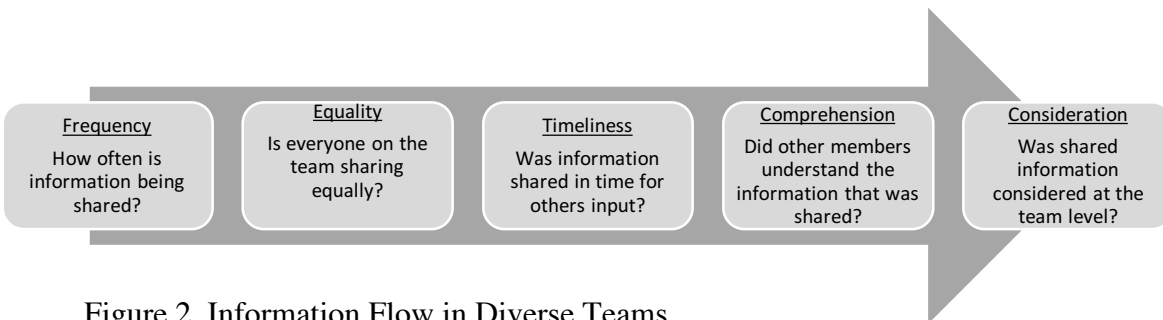 Frequency
How often is
information being
shared?
Equality
Is everyone on the
team sharing
equally?
Timeliness
Was information
shared in time for
others input?
Comprehension
Did other members
understand the
information that was
shared?
Consideration
Was shared
information
considered at the
team level?
Figure 2. Information Flow in Diverse Teams